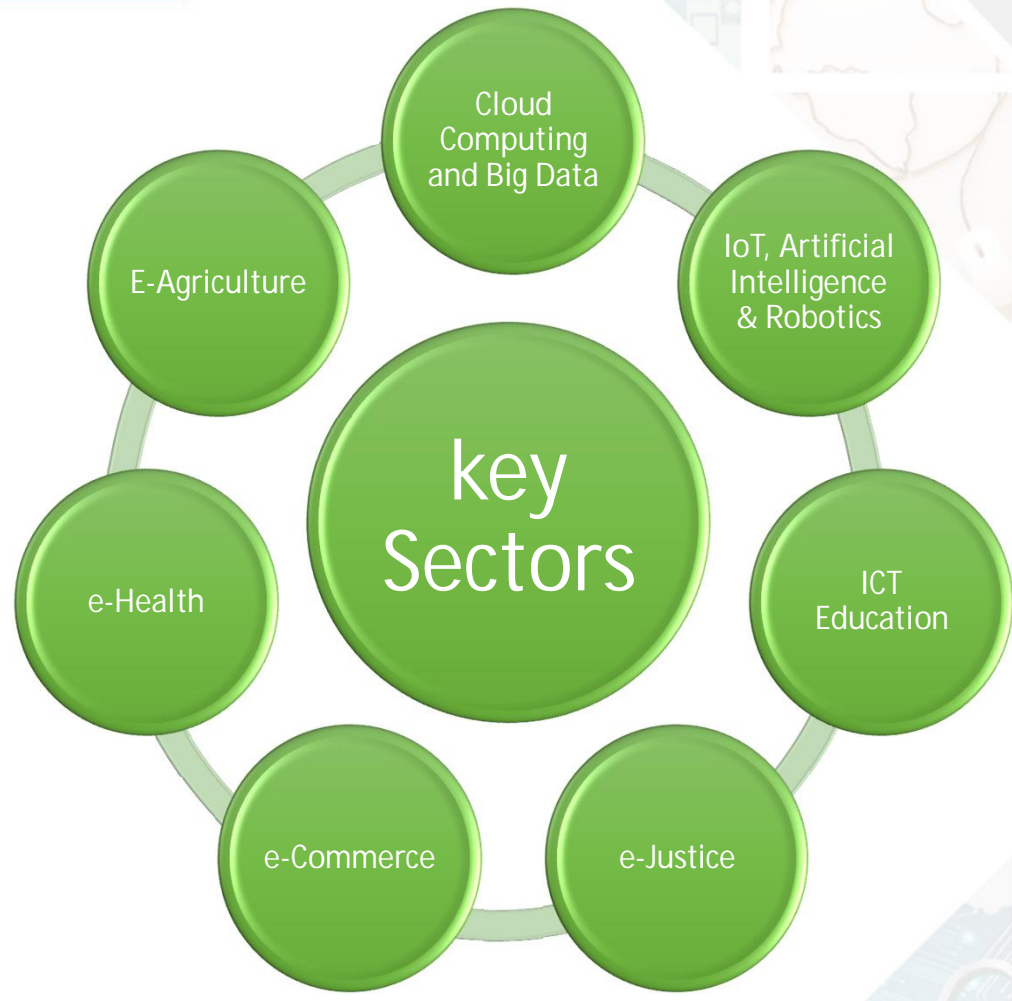 Cloud
Computing
and Big Data
IoT, Artificial
Intelligence
& Robotics
E-Agriculture
key
Sectors
e-Health
ICT
Education
e-Commerce
e-Justice